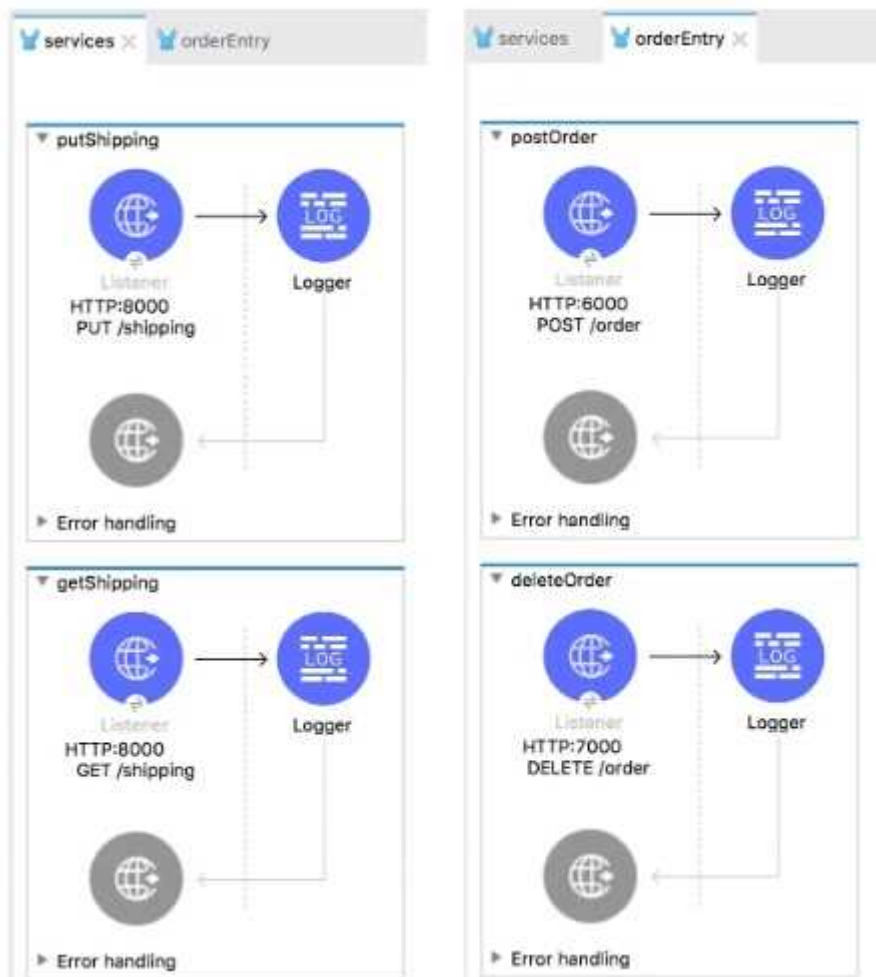 services
orderEntry
putShipping
LOG
Listener
Logger
HTTP:8000
PUT /shipping
Error handling
getShipping
LOG
Listener
Logger
HTTP:8000
GET /shipping
Error handling
services
orderEntry
postOrder
LOG
Listener
Logger
HTTP:6000
POST /order
Error handling
deleteOrder
LOG
Listener
Logger
HTTP:7000
DELETE /order
Error handling